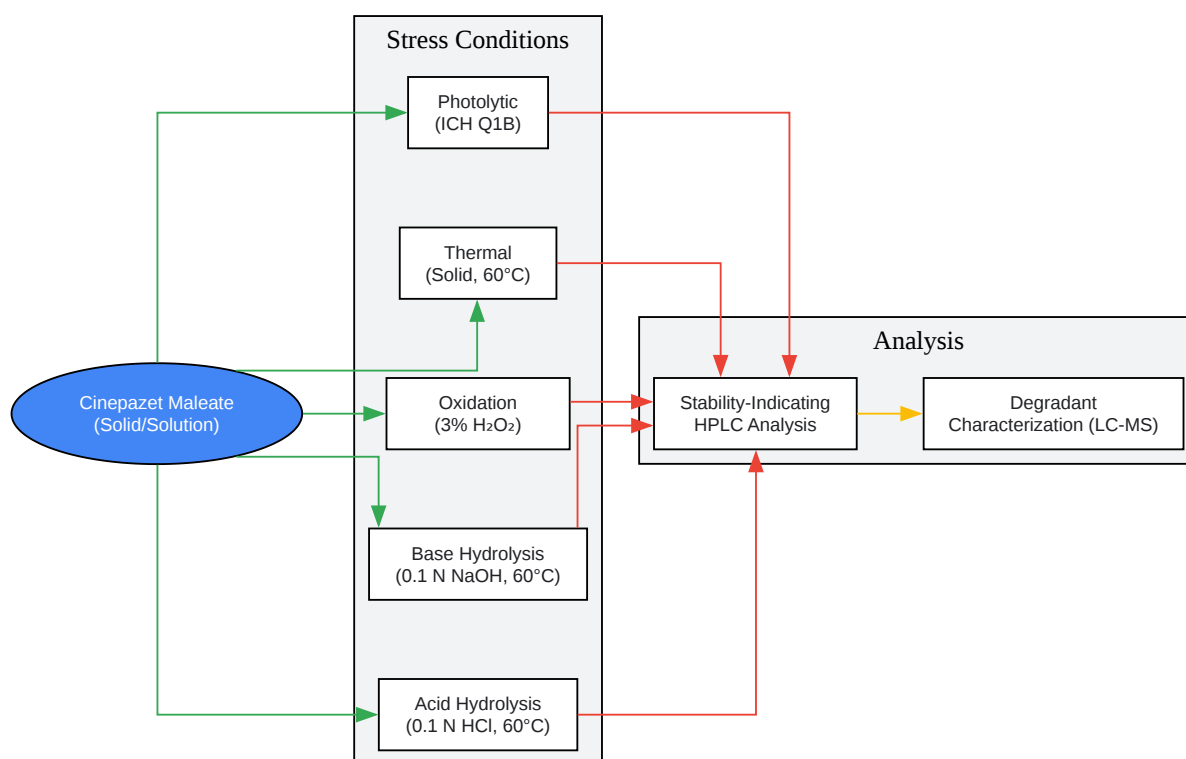 Stress Conditions
Photolytic
(ICH Q1B)
Thermal
(Solid, 60°C)
Analysis
Cinepazet Maleate
(Solid/Solution)
Oxidation
(3% H₂O₂)
Stability-Indicating
HPLC Analysis
Degradant
Characterization (LC-MS)
Base Hydrolysis
(0.1 N NaOH, 60°C)
Acid Hydrolysis
(0.1 N HCl, 60°C)